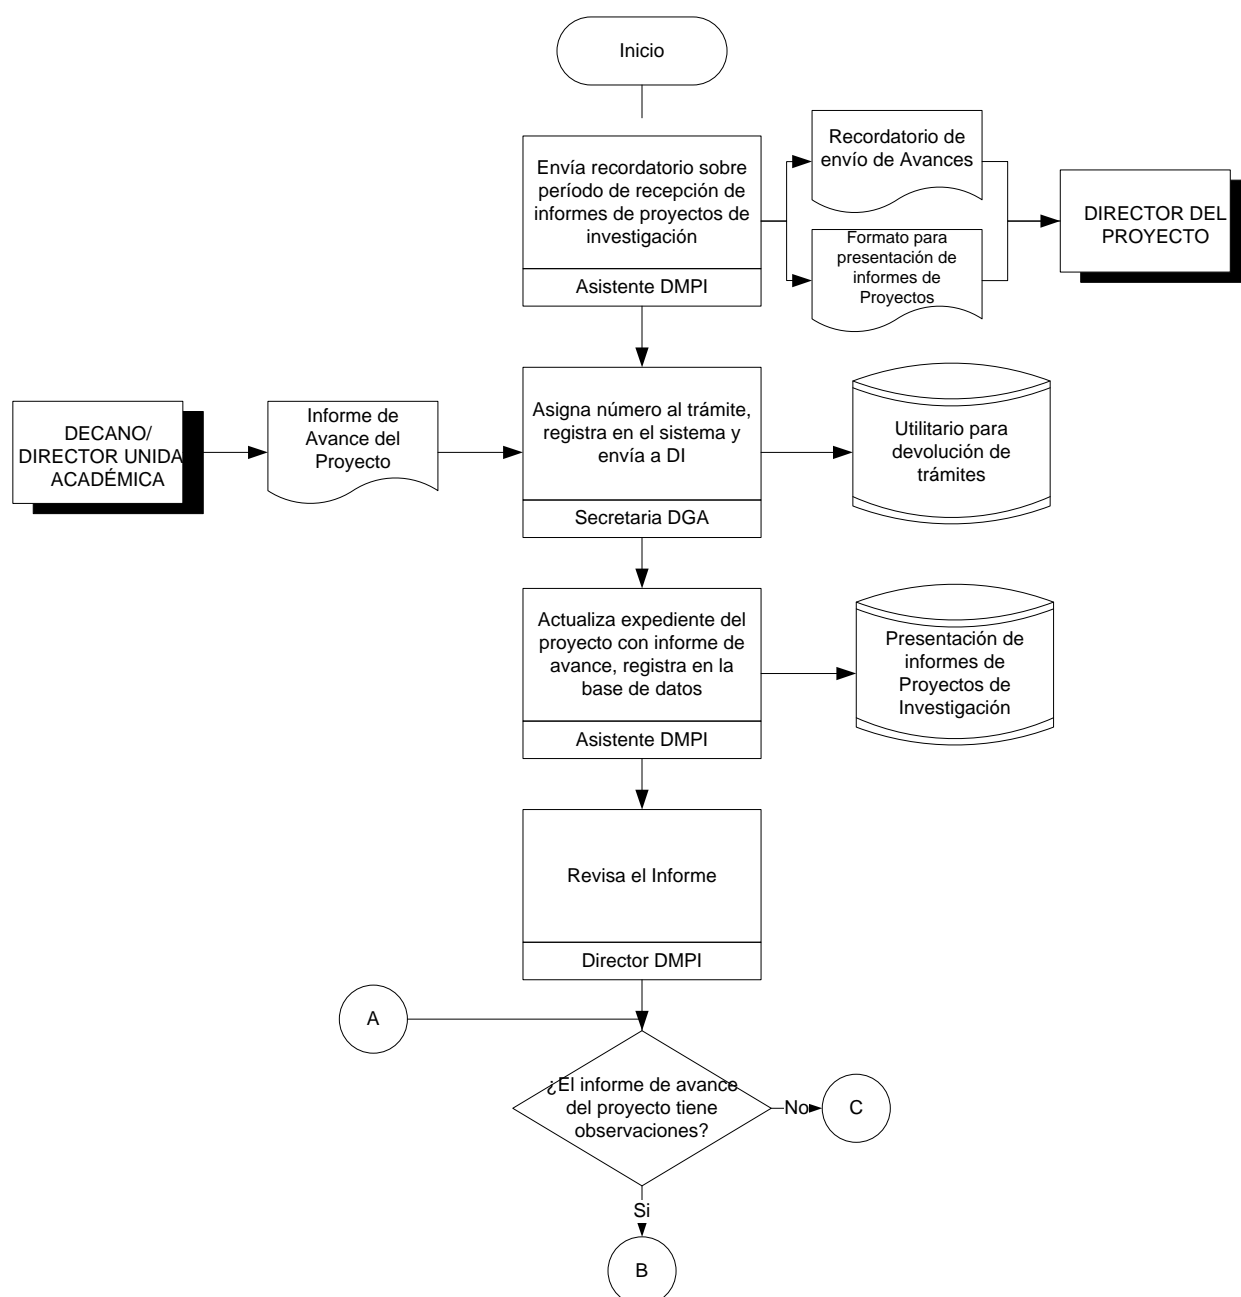 Inicio
Envía recordatorio sobre
período de recepción de
informes de proyectos de
investigación
Asistente DMPI
Recordatorio de
envío de Avances
Formato para
presentación de
informes de
Proyectos
DIRECTOR DEL
PROYECTO
DECANO/
DIRECTOR UNIDA
ACADÉMICA
Informe de
Avance del
Proyecto
Asigna número al trámite,
registra en el sistema y
envía a DI
Secretaria DGA
Utilitario para
devolución de
trámites
Actualiza expediente del
proyecto con informe de
avance, registra en la
base de datos
Asistente DMPI
Presentación de
informes de
Proyectos de
Investigación
Revisa el Informe
Director DMPI
A
¿El informe de avance
del proyecto tiene
observaciones?
No
C
Si
B